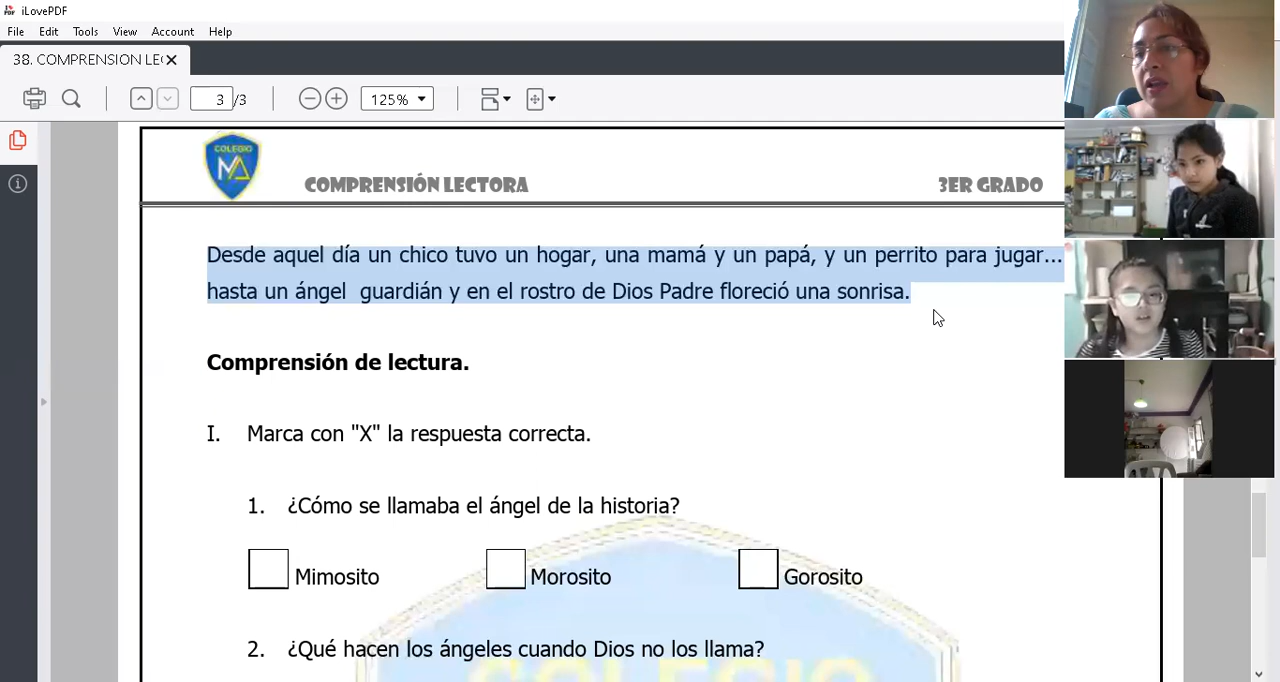 iLovePDF
File Edit Tools View Account Help
38. COMPRENSION LE
3 /3 125%
COLEGIO
COMPRENSIÓN LECTORA 3ER GRADO
Desde aquel día un chico tuvo un hogar, una mamá y un papá, y un perrito para jugar...
hasta un ángel guardián y en el rostro de Dios Padre floreció una sonrisa.
Comprensión de lectura.
I. Marca con "X" la respuesta correcta.
1. ¿Cómo se llamaba el ángel de la historia?
Mimosito Morosito Gorosito
2. ¿Qué hacen los ángeles cuando Dios no los llama?
COLEGIO